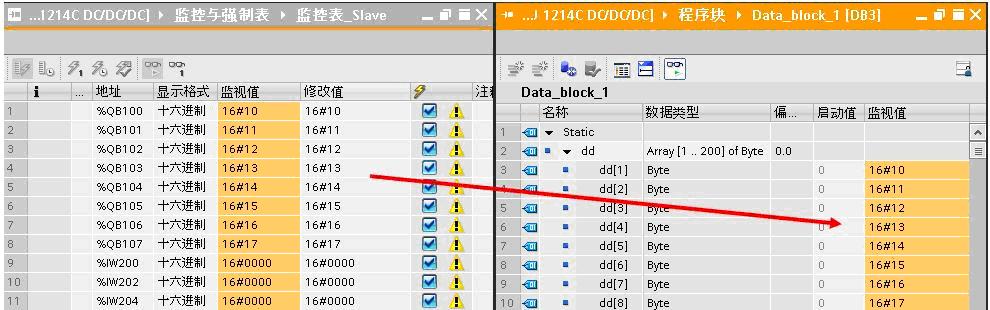 ...1214C DC/DC/DC] ▸ 监控与强制表 ▸ 监控表_Slave
i ... 地址 显示格式 监视值 修改值 注释
1 %QB100 十六进制 16#10 16#10
2 %QB101 十六进制 16#11 16#11
3 %QB102 十六进制 16#12 16#12
4 %QB103 十六进制 16#13 16#13
5 %QB104 十六进制 16#14 16#14
6 %QB105 十六进制 16#15 16#15
7 %QB106 十六进制 16#16 16#16
8 %QB107 十六进制 16#17 16#17
9 %IW200 十六进制 16#0000 16#0000
10 %IW202 十六进制 16#0000 16#0000
11 %IW204 十六进制 16#0000 16#0000
...J 1214C DC/DC/DC] ▸ 程序块 ▸ Data_block_1 [DB3]
Data_block_1
名称 数据类型 偏... 启动值 监视值
1 Static
2 dd Array [1 .. 200] of Byte 0.0
3 dd[1] Byte 0 16#10
4 dd[2] Byte 0 16#11
5 dd[3] Byte 0 16#12
6 dd[4] Byte 0 16#13
7 dd[5] Byte 0 16#14
8 dd[6] Byte 0 16#15
9 dd[7] Byte 0 16#16
10 dd[8] Byte 0 16#17